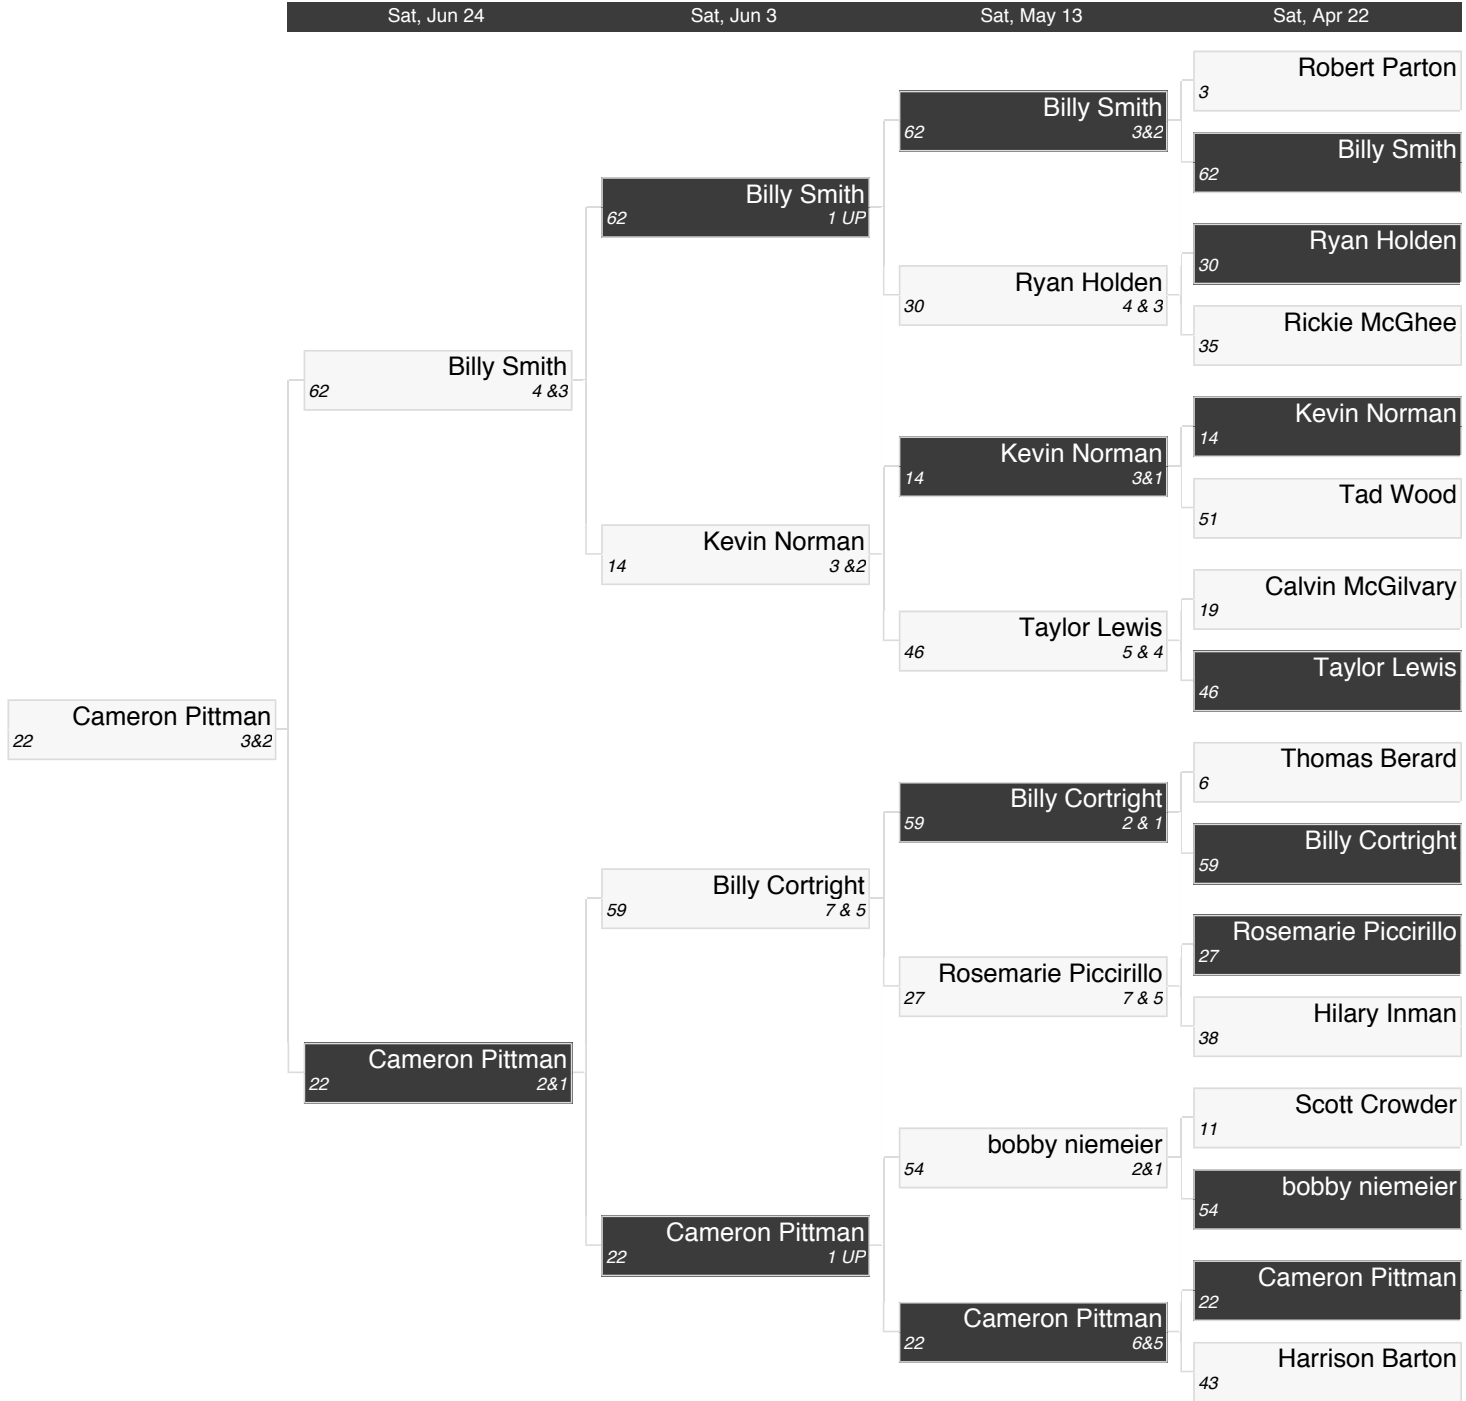 Sat, Jun 24 Sat, Jun 3 Sat, May 13 Sat, Apr 22
Robert Parton
3
Billy Smith
62 3&2
Billy Smith
62
Billy Smith
62 1 UP
Ryan Holden
30
Ryan Holden
30 4 & 3
Rickie McGhee
35
Billy Smith
62 4 &3
Kevin Norman
14
Kevin Norman
14 3&1
Tad Wood
51
Kevin Norman
14 3 &2
Calvin McGilvary
19
Taylor Lewis
46 5 & 4
Taylor Lewis
46
Cameron Pittman
22 3&2
Thomas Berard
6
Billy Cortright
59 2 & 1
Billy Cortright
59
Billy Cortright
59 7 & 5
Rosemarie Piccirillo
27
Rosemarie Piccirillo
27 7 & 5
Hilary Inman
38
Cameron Pittman
22 2&1
Scott Crowder
11
bobby niemeier
54 2&1
bobby niemeier
54
Cameron Pittman
22 1 UP
Cameron Pittman
22
Cameron Pittman
22 6&5
Harrison Barton
43